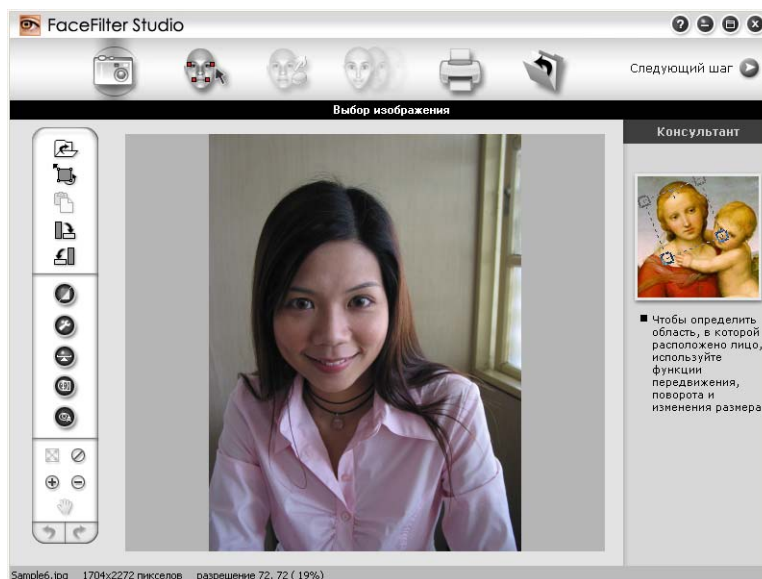 FaceFilter Studio
Следующий шаг
Выбор изображения
Консультант
Чтобы определить
область, в которой
расположено лицо,
используйте
функции
передвижения,
поворота и
изменения размера
Sample6.jpg 1704x2272 пикселов разрешение 72, 72 ( 19%)